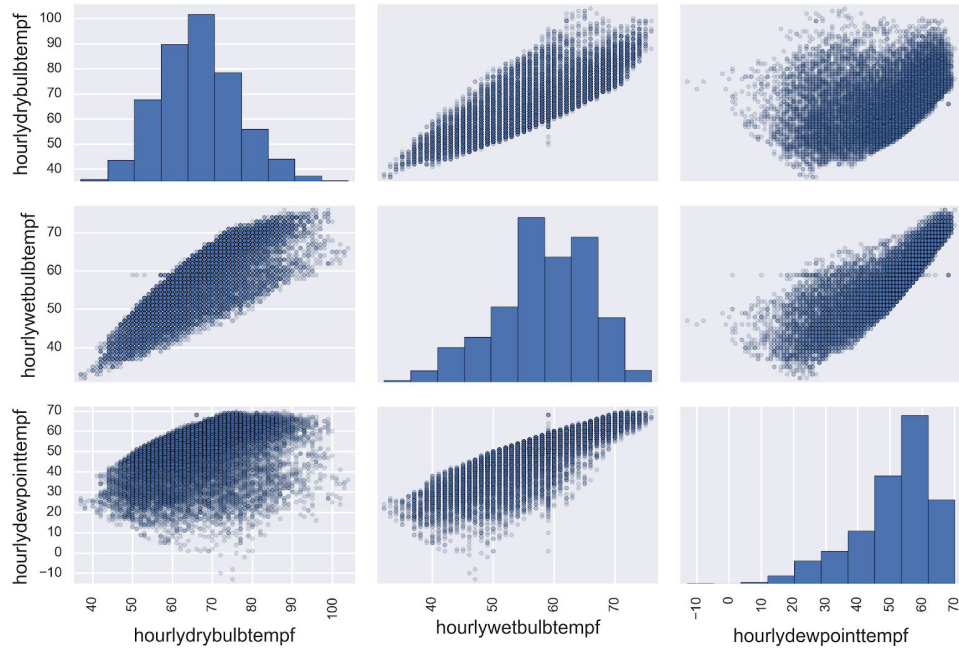 hourlydrybulbtempf
100
90
80
70
60
50
40
hourlywetbulbtempf
70
60
50
40
hourlydewpointtempf
70
60
50
40
30
20
10
0
−10
40 50 60 70 80 90 100
40 50 60 70
−10 0 10 20 30 40 50 60 70
hourlydrybulbtempf hourlywetbulbtempf hourlydewpointtempf